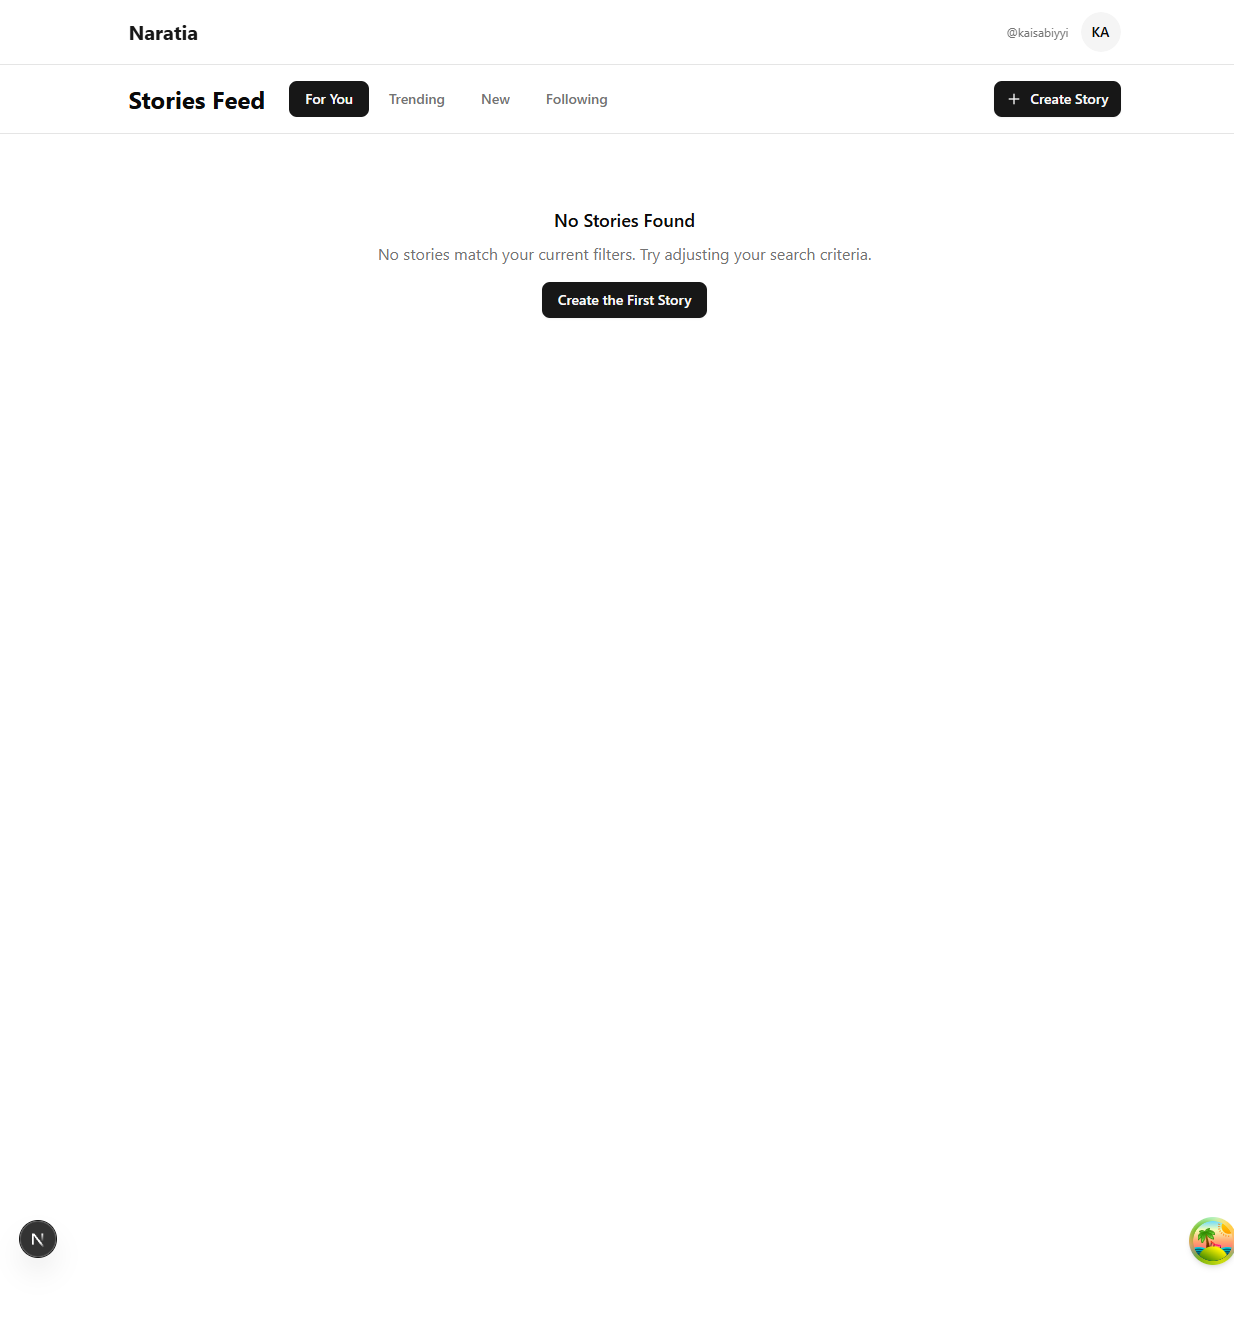 Naratia
@kaisabiyyi
KA
Stories Feed
For You
Trending
New
Following
+ Create Story
No Stories Found
No stories match your current filters. Try adjusting your search criteria.
Create the First Story
N